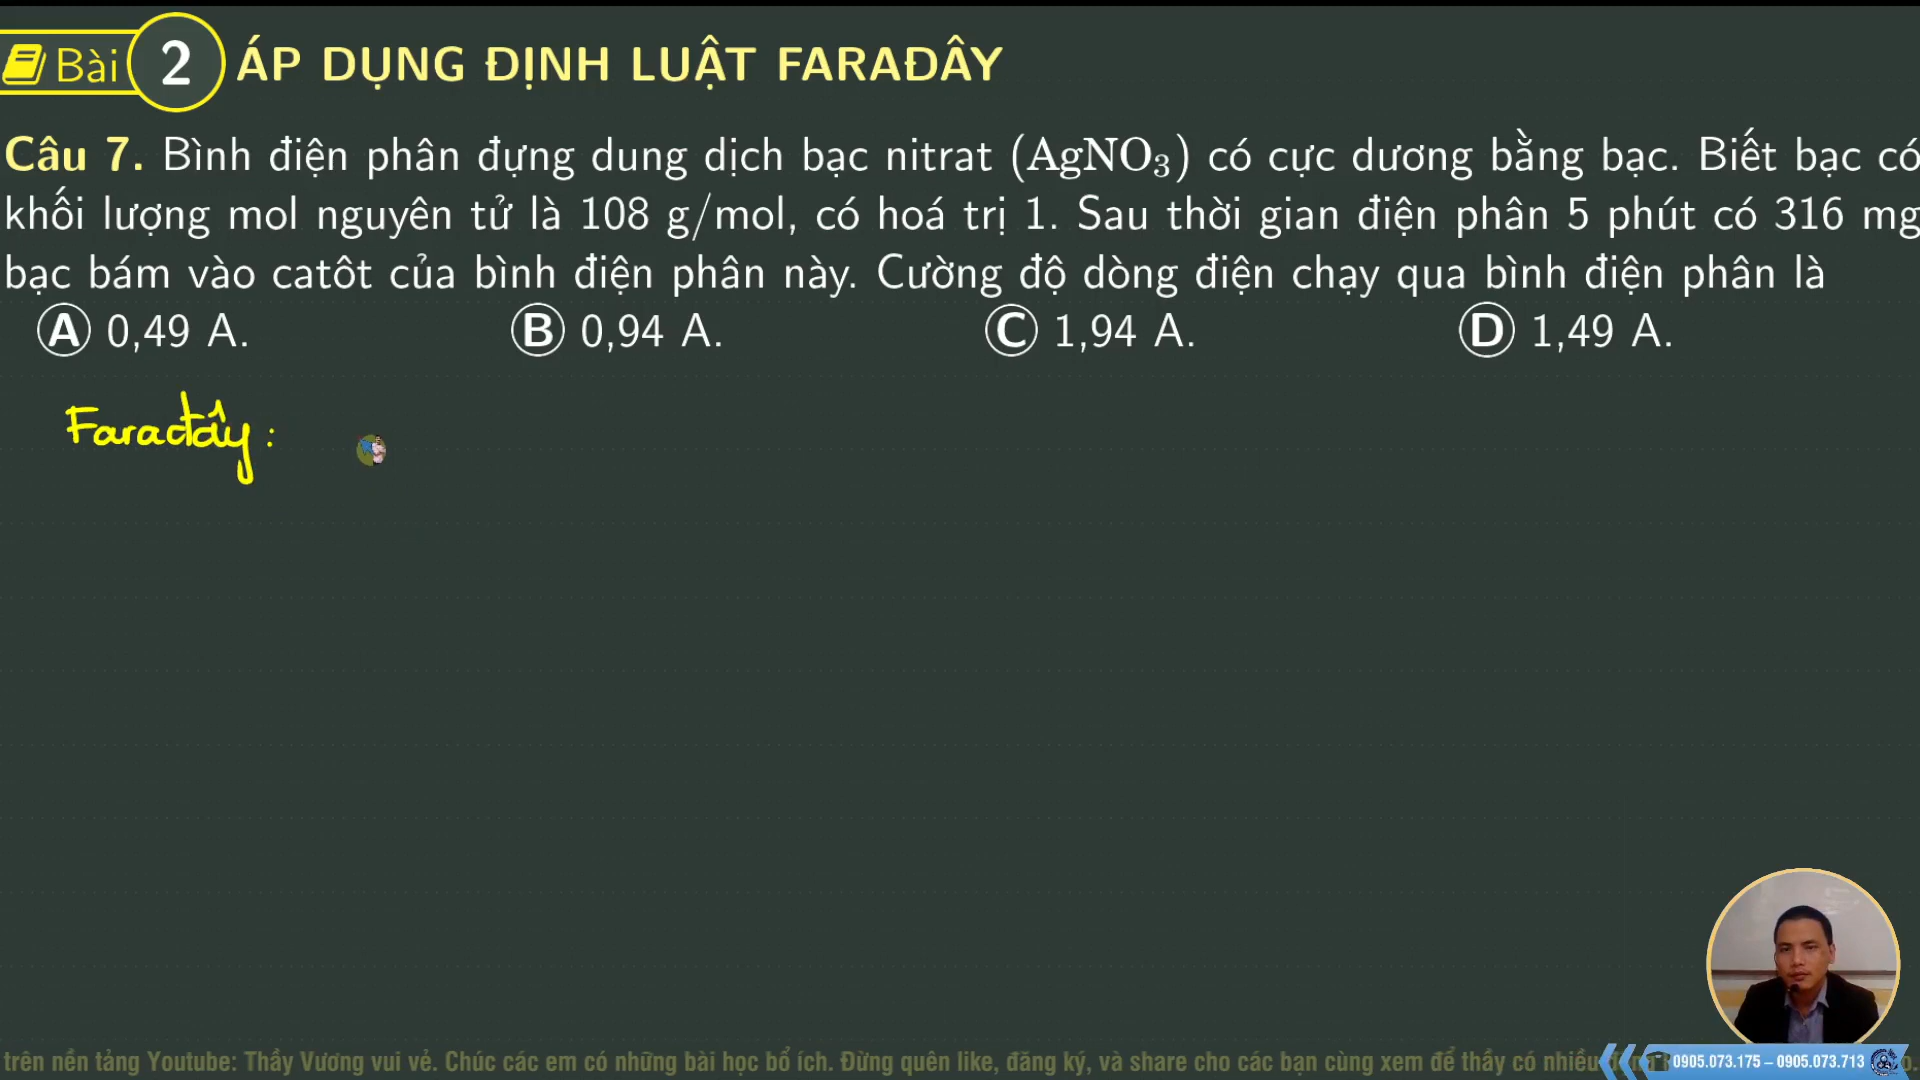 Bài 2 ÁP DỤNG ĐỊNH LUẬT FARAĐÂY
Câu 7. Bình điện phân đựng dung dịch bạc nitrat (AgNO₃) có cực dương bằng bạc. Biết bạc có
khối lượng mol nguyên tử là 108 g/mol, có hoá trị 1. Sau thời gian điện phân 5 phút có 316 mg
bạc bám vào catôt của bình điện phân này. Cường độ dòng điện chạy qua bình điện phân là
A 0,49 A. B 0,94 A. C 1,94 A. D 1,49 A.
Farađây:
trên nền tảng Youtube: Thầy Vương vui vẻ. Chúc các em có những bài học bổ ích. Đừng quên like, đăng ký, và share cho các bạn cùng xem để thầy có nhiều
0905.073.175 – 0905.073.713